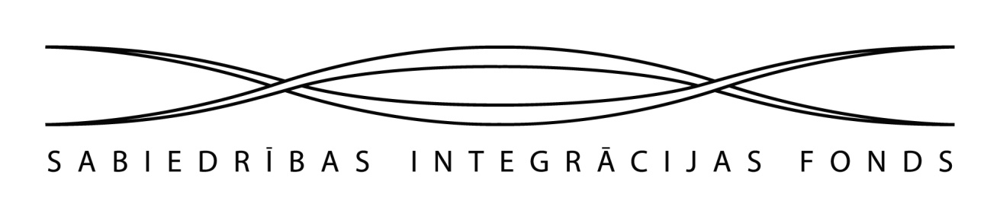 SABIEDRĪBAS INTEGRĀCIJAS FONDS